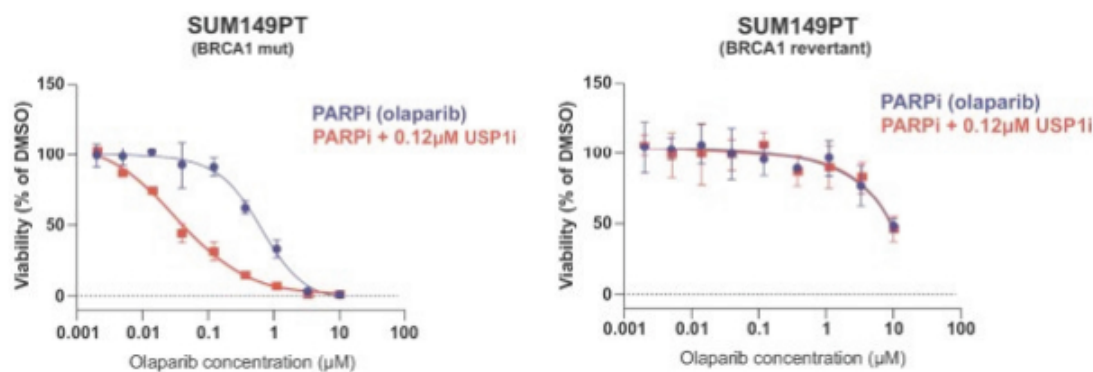 SUM149PT
(BRCA1 mut)
150
100
50
0
Viability (% of DMSO)
PARPi (olaparib)
PARPi + 0.12µM USP1i
0.001
0.01
0.1
1
10
100
Olaparib concentration (µM)
SUM149PT
(BRCA1 revertant)
150
100
50
0
Viability (% of DMSO)
PARPi (olaparib)
PARPi + 0.12µM USP1i
0.001
0.01
0.1
1
10
100
Olaparib concentration (µM)